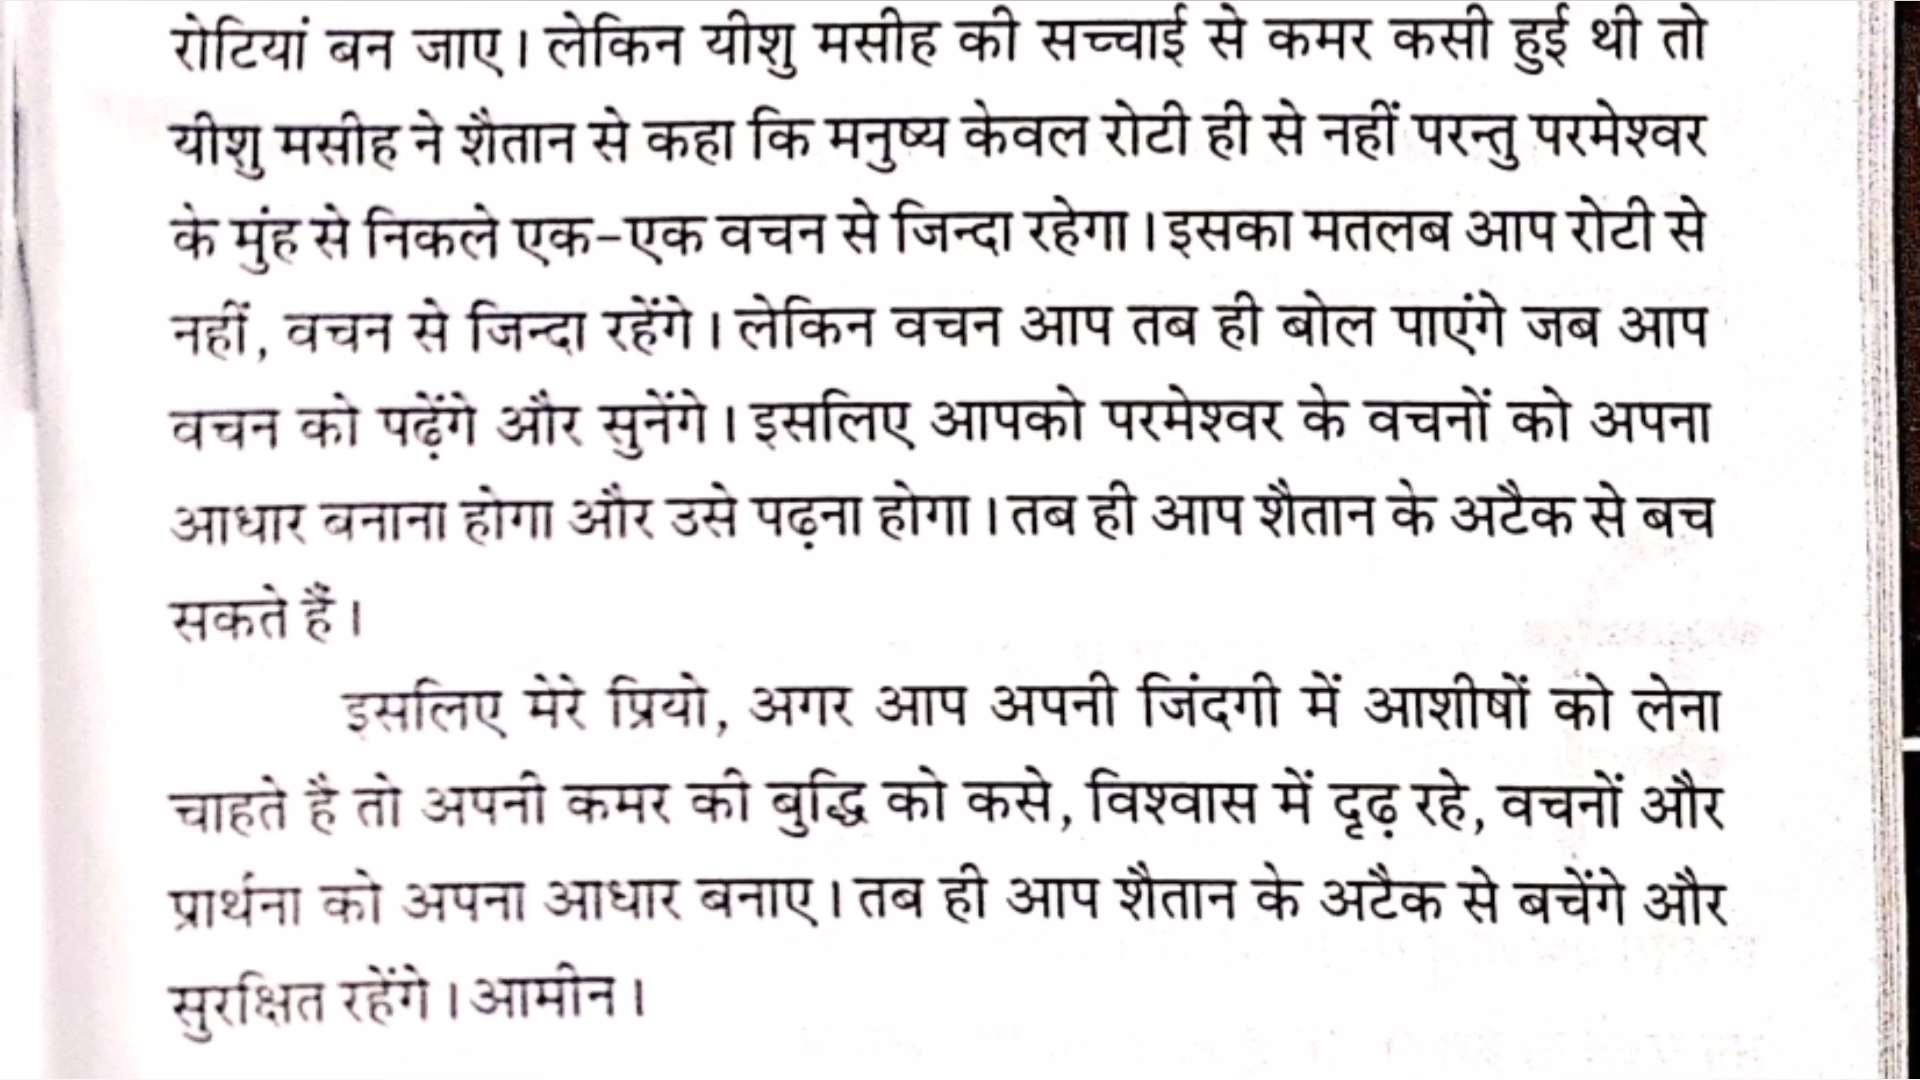 रोटियां बन जाए। लेकिन यीशु मसीह की सच्चाई से कमर कसी हुई थी तो
यीशु मसीह ने शैतान से कहा कि मनुष्य केवल रोटी ही से नहीं परन्तु परमेश्वर
के मुंह से निकले एक-एक वचन से जिन्दा रहेगा। इसका मतलब आप रोटी से
नहीं, वचन से जिन्दा रहेंगे। लेकिन वचन आप तब ही बोल पाएंगे जब आप
वचन को पढ़ेंगे और सुनेंगे। इसलिए आपको परमेश्वर के वचनों को अपना
आधार बनाना होगा और उसे पढ़ना होगा। तब ही आप शैतान के अटैक से बच
सकते हैं।
इसलिए मेरे प्रियो, अगर आप अपनी जिंदगी में आशीषों को लेना
चाहते है तो अपनी कमर की बुद्धि को कसे, विश्वास में दृढ़ रहे, वचनों और
प्रार्थना को अपना आधार बनाए। तब ही आप शैतान के अटैक से बचेंगे और
सुरक्षित रहेंगे। आमीन।